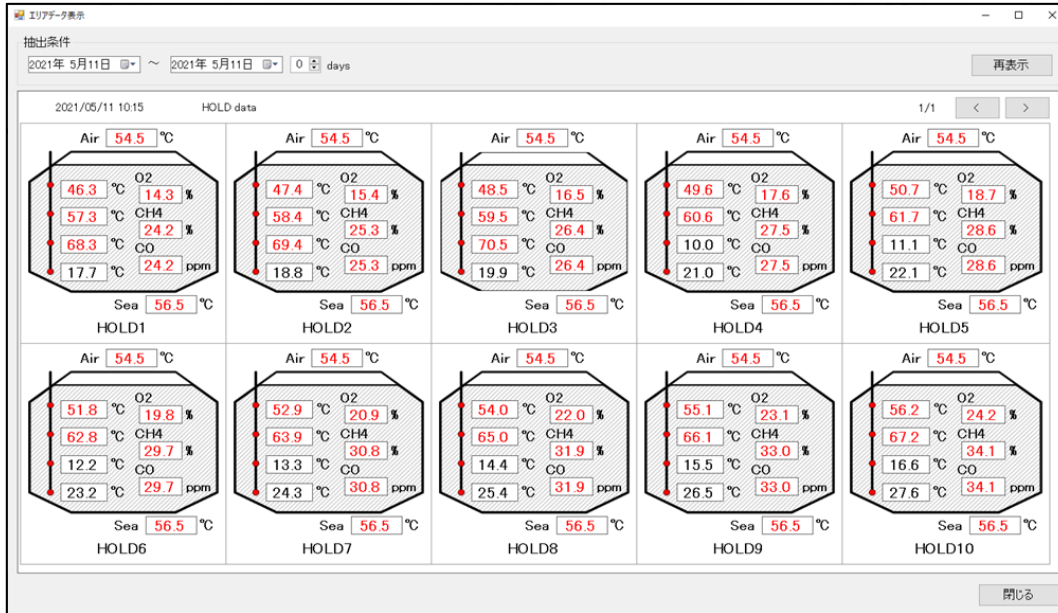 エリアデータ表示
抽出条件
2021年 5月11日 ～ 2021年 5月11日 0 days 再表示
2021/05/11 10:15 HOLD data 1/1 < >
Air 54.5 ℃ Air 54.5 ℃ Air 54.5 ℃ Air 54.5 ℃ Air 54.5 ℃
O2 O2 O2 O2 O2
46.3 ℃ 14.3 % 47.4 ℃ 15.4 % 48.5 ℃ 16.5 % 49.6 ℃ 17.6 % 50.7 ℃ 18.7 %
57.3 ℃ CH4 58.4 ℃ CH4 59.5 ℃ CH4 60.6 ℃ CH4 61.7 ℃ CH4
24.2 % 25.3 % 26.4 % 27.5 % 28.6 %
68.3 ℃ CO 69.4 ℃ CO 70.5 ℃ CO 10.0 ℃ CO 11.1 ℃ CO
17.7 ℃ 24.2 ppm 18.8 ℃ 25.3 ppm 19.9 ℃ 26.4 ppm 21.0 ℃ 27.5 ppm 22.1 ℃ 28.6 ppm
Sea 56.5 ℃ Sea 56.5 ℃ Sea 56.5 ℃ Sea 56.5 ℃ Sea 56.5 ℃
HOLD1 HOLD2 HOLD3 HOLD4 HOLD5
Air 54.5 ℃ Air 54.5 ℃ Air 54.5 ℃ Air 54.5 ℃ Air 54.5 ℃
O2 O2 O2 O2 O2
51.8 ℃ 19.8 % 52.9 ℃ 20.9 % 54.0 ℃ 22.0 % 55.1 ℃ 23.1 % 56.2 ℃ 24.2 %
62.8 ℃ CH4 63.9 ℃ CH4 65.0 ℃ CH4 66.1 ℃ CH4 67.2 ℃ CH4
29.7 % 30.8 % 31.9 % 33.0 % 34.1 %
12.2 ℃ CO 13.3 ℃ CO 14.4 ℃ CO 15.5 ℃ CO 16.6 ℃ CO
23.2 ℃ 29.7 ppm 24.3 ℃ 30.8 ppm 25.4 ℃ 31.9 ppm 26.5 ℃ 33.0 ppm 27.6 ℃ 34.1 ppm
Sea 56.5 ℃ Sea 56.5 ℃ Sea 56.5 ℃ Sea 56.5 ℃ Sea 56.5 ℃
HOLD6 HOLD7 HOLD8 HOLD9 HOLD10
閉じる